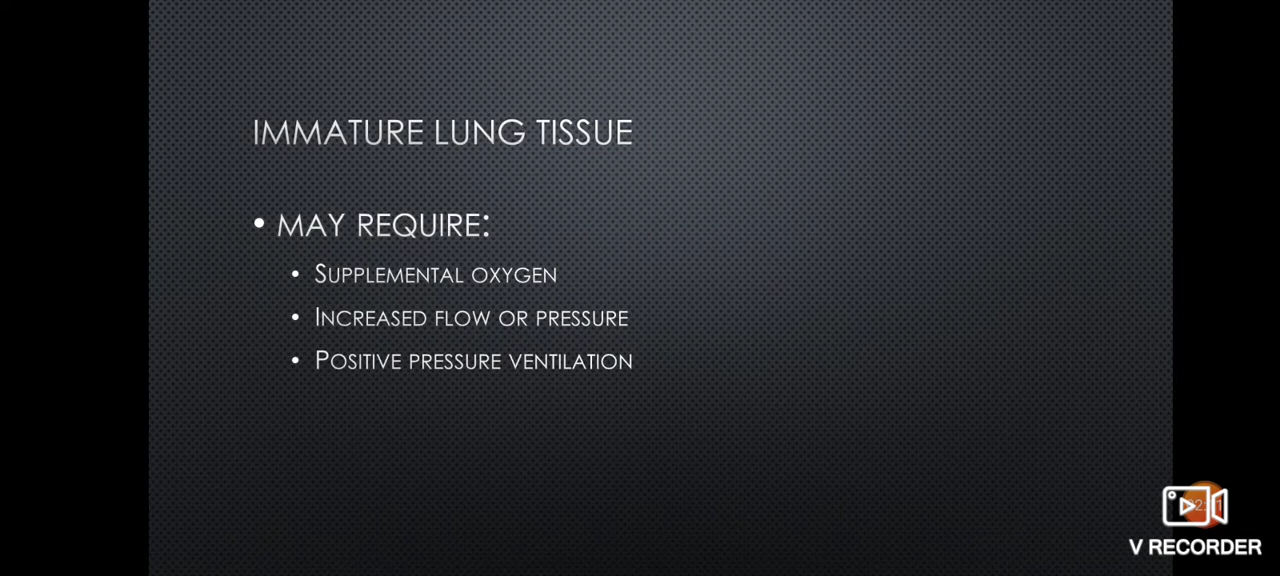 IMMATURE LUNG TISSUE
• MAY REQUIRE:
• SUPPLEMENTAL OXYGEN
• INCREASED FLOW OR PRESSURE
• POSITIVE PRESSURE VENTILATION
V RECORDER